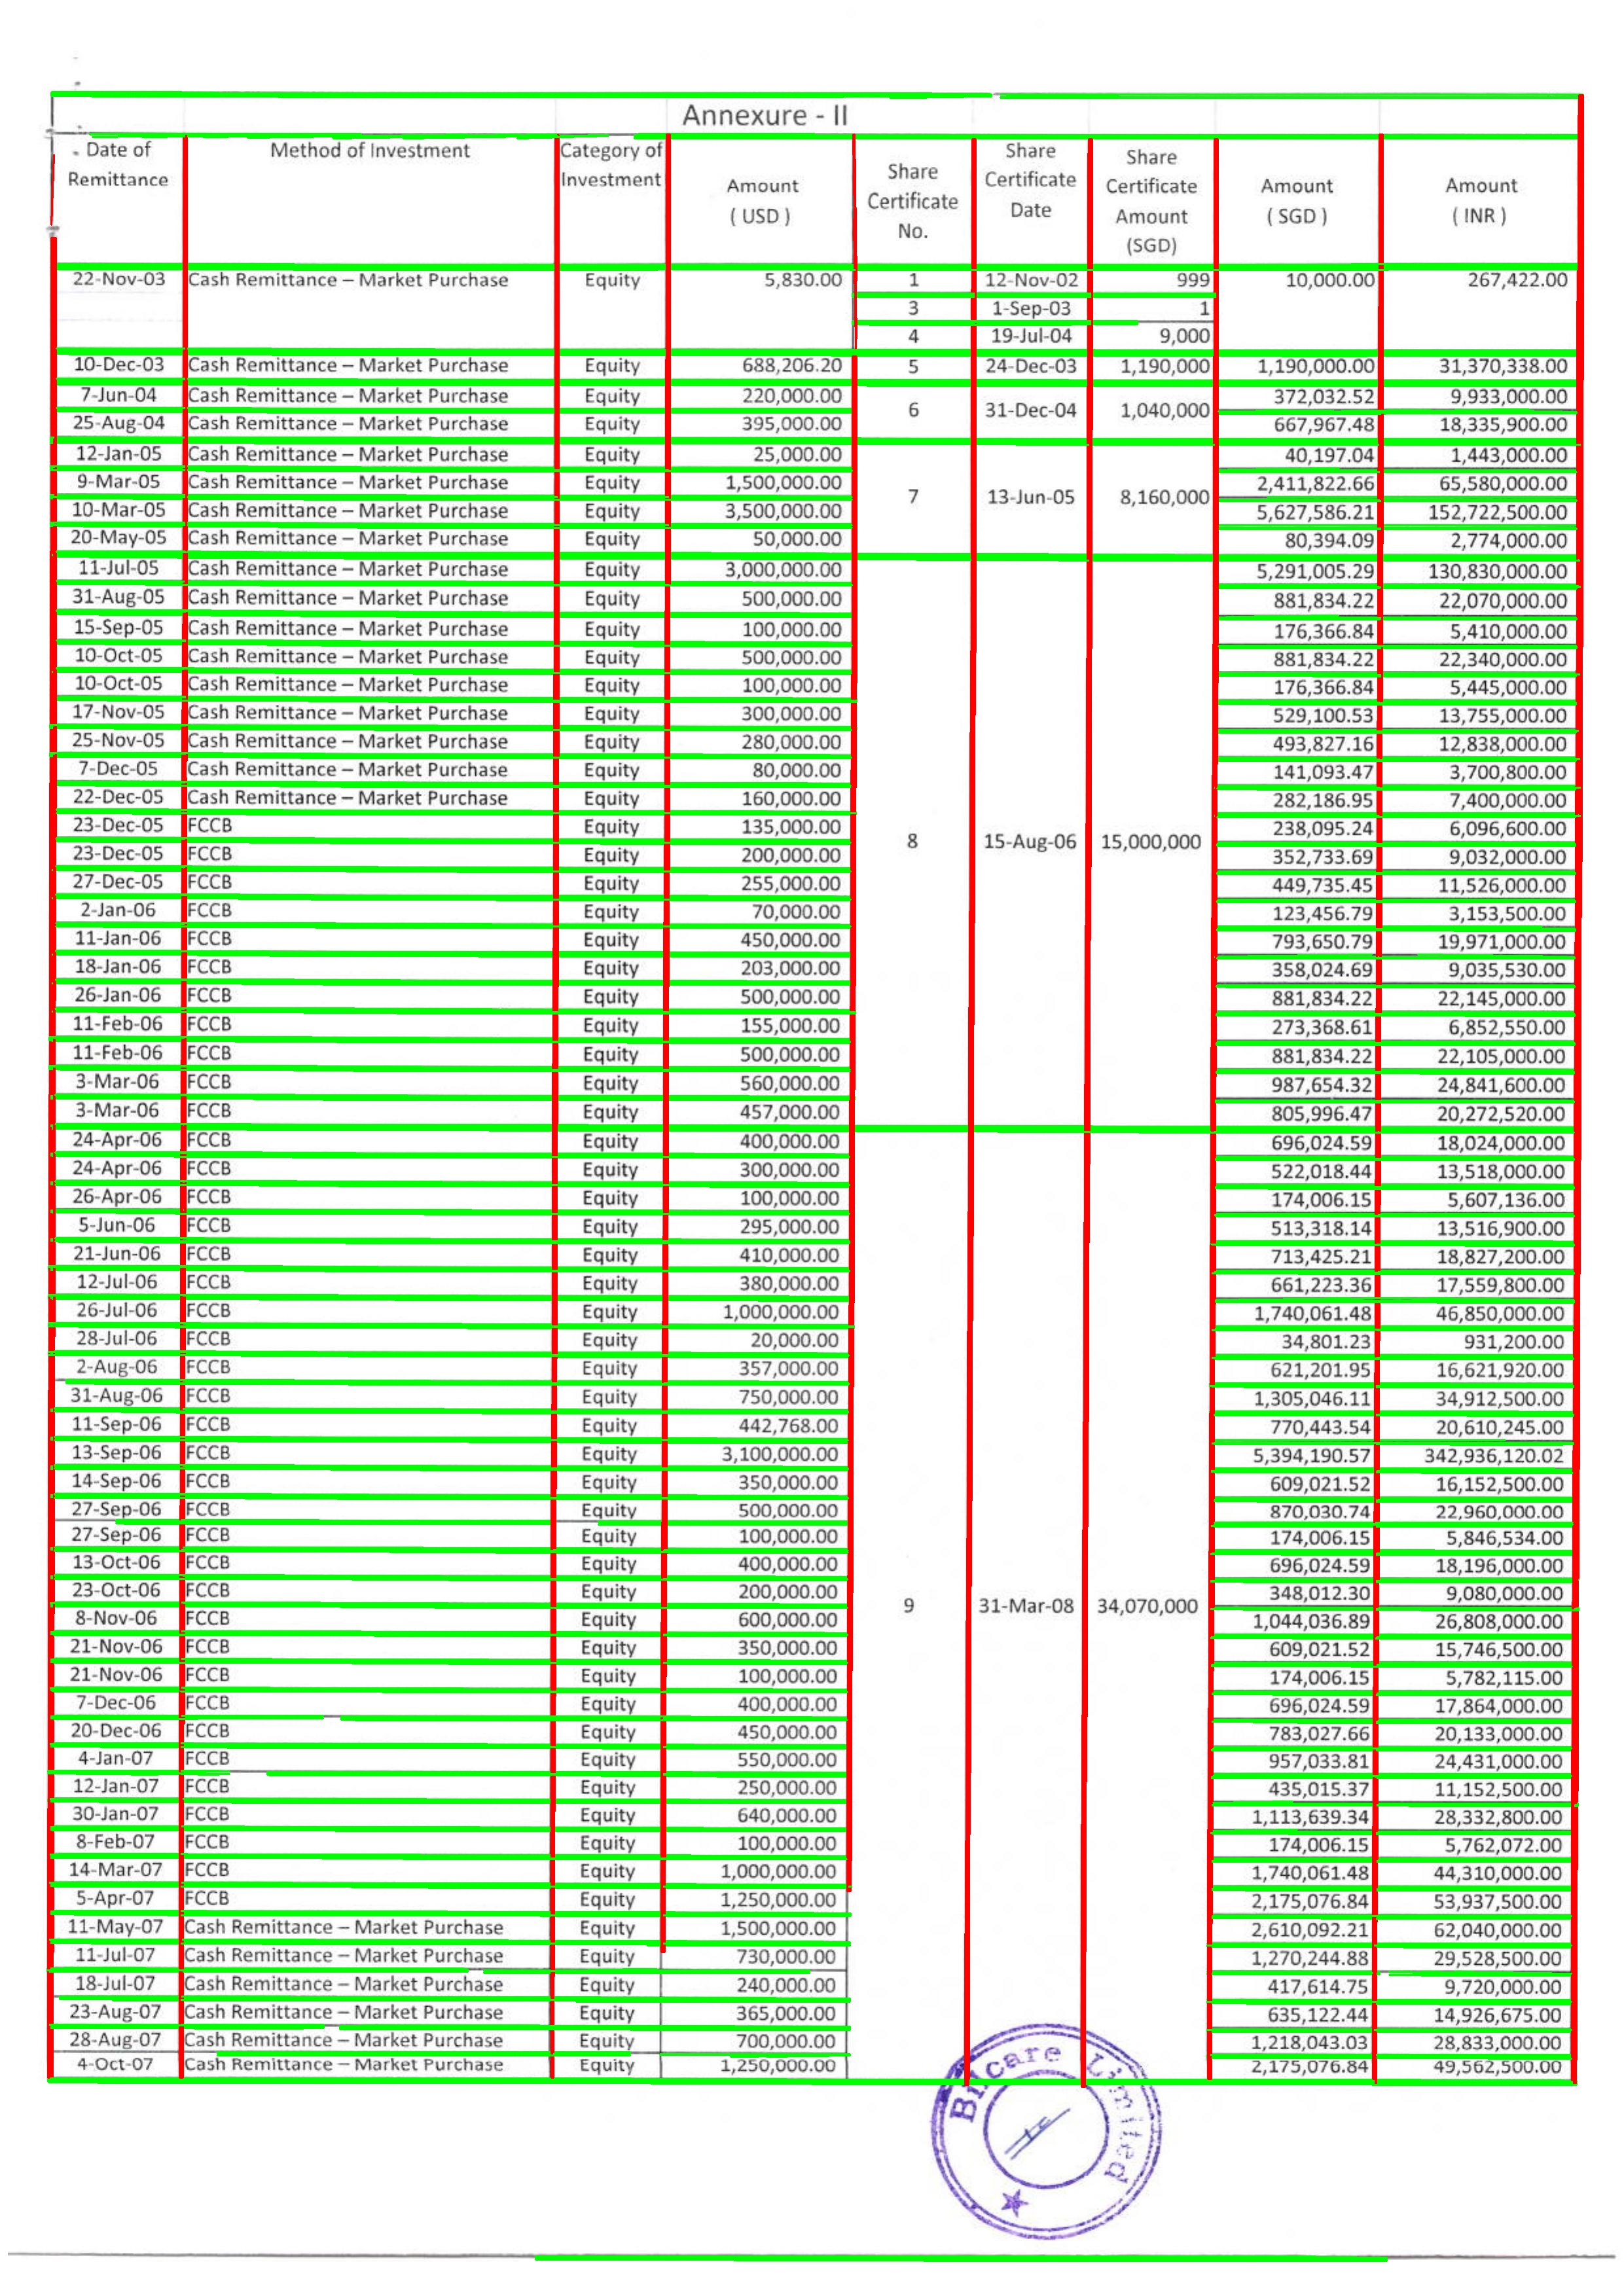 Annexure - II
Date of Remittance Method of Investment Category of Investment Amount ( USD ) Share Certificate No. Share Certificate Date Share Certificate Amount (SGD) Amount ( SGD ) Amount ( INR )
22-Nov-03 Cash Remittance – Market Purchase Equity 5,830.00 1 12-Nov-02 999 10,000.00 267,422.00
3 1-Sep-03 1
4 19-Jul-04 9,000
10-Dec-03 Cash Remittance – Market Purchase Equity 688,206.20 5 24-Dec-03 1,190,000 1,190,000.00 31,370,338.00
7-Jun-04 Cash Remittance – Market Purchase Equity 220,000.00 6 31-Dec-04 1,040,000 372,032.52 9,933,000.00
25-Aug-04 Cash Remittance – Market Purchase Equity 395,000.00 667,967.48 18,335,900.00
12-Jan-05 Cash Remittance – Market Purchase Equity 25,000.00 40,197.04 1,443,000.00
9-Mar-05 Cash Remittance – Market Purchase Equity 1,500,000.00 7 13-Jun-05 8,160,000 2,411,822.66 65,580,000.00
10-Mar-05 Cash Remittance – Market Purchase Equity 3,500,000.00 5,627,586.21 152,722,500.00
20-May-05 Cash Remittance – Market Purchase Equity 50,000.00 80,394.09 2,774,000.00
11-Jul-05 Cash Remittance – Market Purchase Equity 3,000,000.00 5,291,005.29 130,830,000.00
31-Aug-05 Cash Remittance – Market Purchase Equity 500,000.00 881,834.22 22,070,000.00
15-Sep-05 Cash Remittance – Market Purchase Equity 100,000.00 176,366.84 5,410,000.00
10-Oct-05 Cash Remittance – Market Purchase Equity 500,000.00 881,834.22 22,340,000.00
10-Oct-05 Cash Remittance – Market Purchase Equity 100,000.00 176,366.84 5,445,000.00
17-Nov-05 Cash Remittance – Market Purchase Equity 300,000.00 529,100.53 13,755,000.00
25-Nov-05 Cash Remittance – Market Purchase Equity 280,000.00 493,827.16 12,838,000.00
7-Dec-05 Cash Remittance – Market Purchase Equity 80,000.00 141,093.47 3,700,800.00
22-Dec-05 Cash Remittance – Market Purchase Equity 160,000.00 282,186.95 7,400,000.00
23-Dec-05 FCCB Equity 135,000.00 8 15-Aug-06 15,000,000 238,095.24 6,096,600.00
23-Dec-05 FCCB Equity 200,000.00 352,733.69 9,032,000.00
27-Dec-05 FCCB Equity 255,000.00 449,735.45 11,526,000.00
2-Jan-06 FCCB Equity 70,000.00 123,456.79 3,153,500.00
11-Jan-06 FCCB Equity 450,000.00 793,650.79 19,971,000.00
18-Jan-06 FCCB Equity 203,000.00 358,024.69 9,035,530.00
26-Jan-06 FCCB Equity 500,000.00 881,834.22 22,145,000.00
11-Feb-06 FCCB Equity 155,000.00 273,368.61 6,852,550.00
11-Feb-06 FCCB Equity 500,000.00 881,834.22 22,105,000.00
3-Mar-06 FCCB Equity 560,000.00 987,654.32 24,841,600.00
3-Mar-06 FCCB Equity 457,000.00 805,996.47 20,272,520.00
24-Apr-06 FCCB Equity 400,000.00 696,024.59 18,024,000.00
24-Apr-06 FCCB Equity 300,000.00 522,018.44 13,518,000.00
26-Apr-06 FCCB Equity 100,000.00 174,006.15 5,607,136.00
5-Jun-06 FCCB Equity 295,000.00 513,318.14 13,516,900.00
21-Jun-06 FCCB Equity 410,000.00 713,425.21 18,827,200.00
12-Jul-06 FCCB Equity 380,000.00 661,223.36 17,559,800.00
26-Jul-06 FCCB Equity 1,000,000.00 1,740,061.48 46,850,000.00
28-Jul-06 FCCB Equity 20,000.00 34,801.23 931,200.00
2-Aug-06 FCCB Equity 357,000.00 621,201.95 16,621,920.00
31-Aug-06 FCCB Equity 750,000.00 1,305,046.11 34,912,500.00
11-Sep-06 FCCB Equity 442,768.00 770,443.54 20,610,245.00
13-Sep-06 FCCB Equity 3,100,000.00 5,394,190.57 342,936,120.02
14-Sep-06 FCCB Equity 350,000.00 609,021.52 16,152,500.00
27-Sep-06 FCCB Equity 500,000.00 870,030.74 22,960,000.00
27-Sep-06 FCCB Equity 100,000.00 174,006.15 5,846,534.00
13-Oct-06 FCCB Equity 400,000.00 696,024.59 18,196,000.00
23-Oct-06 FCCB Equity 200,000.00 9 31-Mar-08 34,070,000 348,012.30 9,080,000.00
8-Nov-06 FCCB Equity 600,000.00 1,044,036.89 26,808,000.00
21-Nov-06 FCCB Equity 350,000.00 609,021.52 15,746,500.00
21-Nov-06 FCCB Equity 100,000.00 174,006.15 5,782,115.00
7-Dec-06 FCCB Equity 400,000.00 696,024.59 17,864,000.00
20-Dec-06 FCCB Equity 450,000.00 783,027.66 20,133,000.00
4-Jan-07 FCCB Equity 550,000.00 957,033.81 24,431,000.00
12-Jan-07 FCCB Equity 250,000.00 435,015.37 11,152,500.00
30-Jan-07 FCCB Equity 640,000.00 1,113,639.34 28,332,800.00
8-Feb-07 FCCB Equity 100,000.00 174,006.15 5,762,072.00
14-Mar-07 FCCB Equity 1,000,000.00 1,740,061.48 44,310,000.00
5-Apr-07 FCCB Equity 1,250,000.00 2,175,076.84 53,937,500.00
11-May-07 Cash Remittance – Market Purchase Equity 1,500,000.00 2,610,092.21 62,040,000.00
11-Jul-07 Cash Remittance – Market Purchase Equity 730,000.00 1,270,244.88 29,528,500.00
18-Jul-07 Cash Remittance – Market Purchase Equity 240,000.00 417,614.75 9,720,000.00
23-Aug-07 Cash Remittance – Market Purchase Equity 365,000.00 635,122.44 14,926,675.00
28-Aug-07 Cash Remittance – Market Purchase Equity 700,000.00 1,218,043.03 28,833,000.00
4-Oct-07 Cash Remittance – Market Purchase Equity 1,250,000.00 2,175,076.84 49,562,500.00
Bilcare Limited